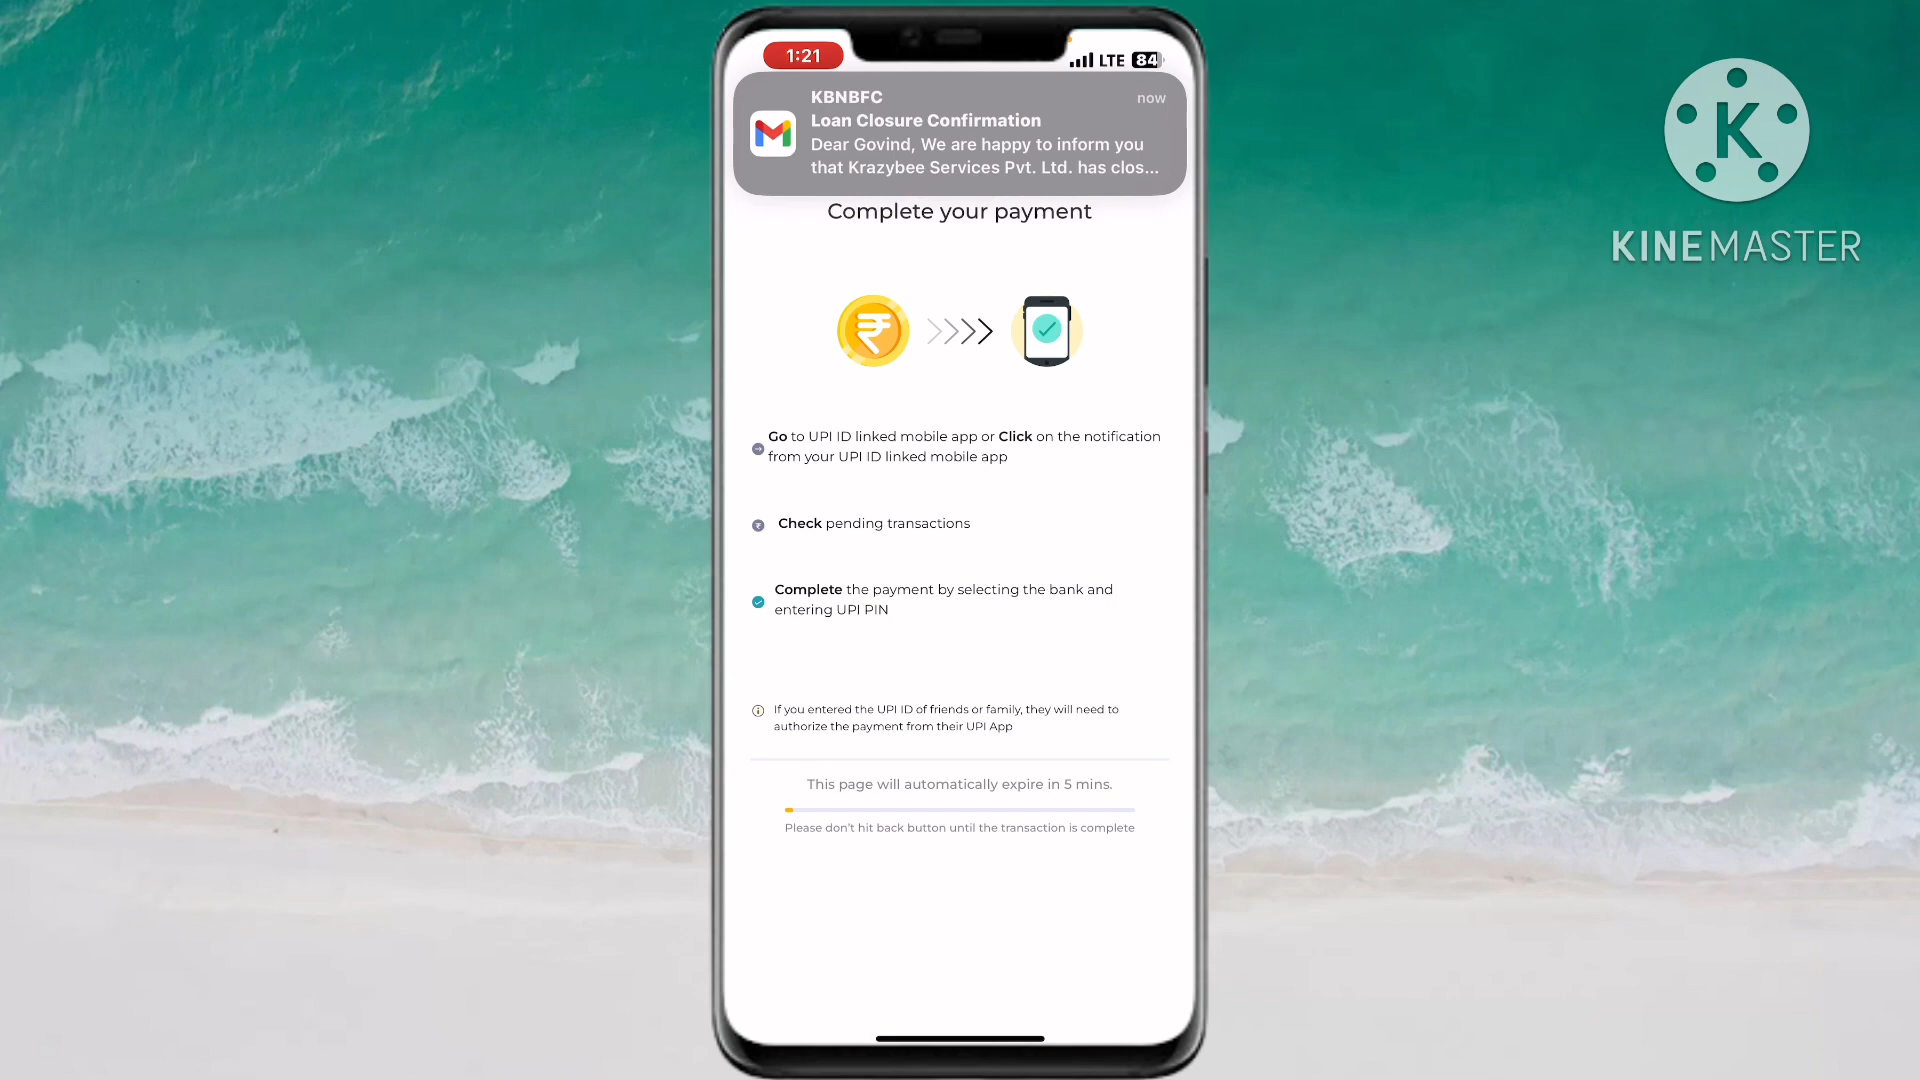 1:21
LTE 84
KBNBFC
now
Loan Closure Confirmation
Dear Govind, We are happy to inform you
that Krazybee Services Pvt. Ltd. has clos...
Complete your payment
Go to UPI ID linked mobile app or Click on the notification
from your UPI ID linked mobile app
Check pending transactions
Complete the payment by selecting the bank and
entering UPI PIN
If you entered the UPI ID of friends or family, they will need to
authorize the payment from their UPI App
This page will automatically expire in 5 mins.
Please don't hit back button until the transaction is complete
K
KINEMASTER